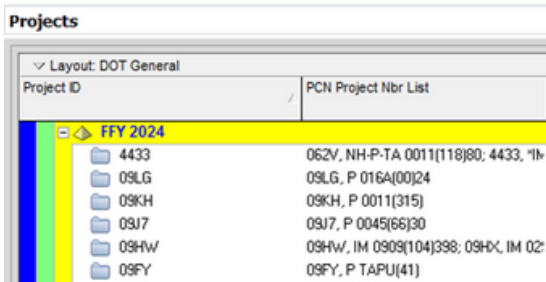 Projects
Layout: DOT General
Project ID PCN Project Nbr List
FFY 2024
4433 062V, NH-P-TA 0011(118)80; 4433, *IM
09LG 09LG, P 016A(00)24
09KH 09KH, P 0011(315)
09J7 09J7, P 0045(66)30
09HW 09HW, IM 0909(104)398; 09HX, IM 02
09FY 09FY, P TAPU(41)